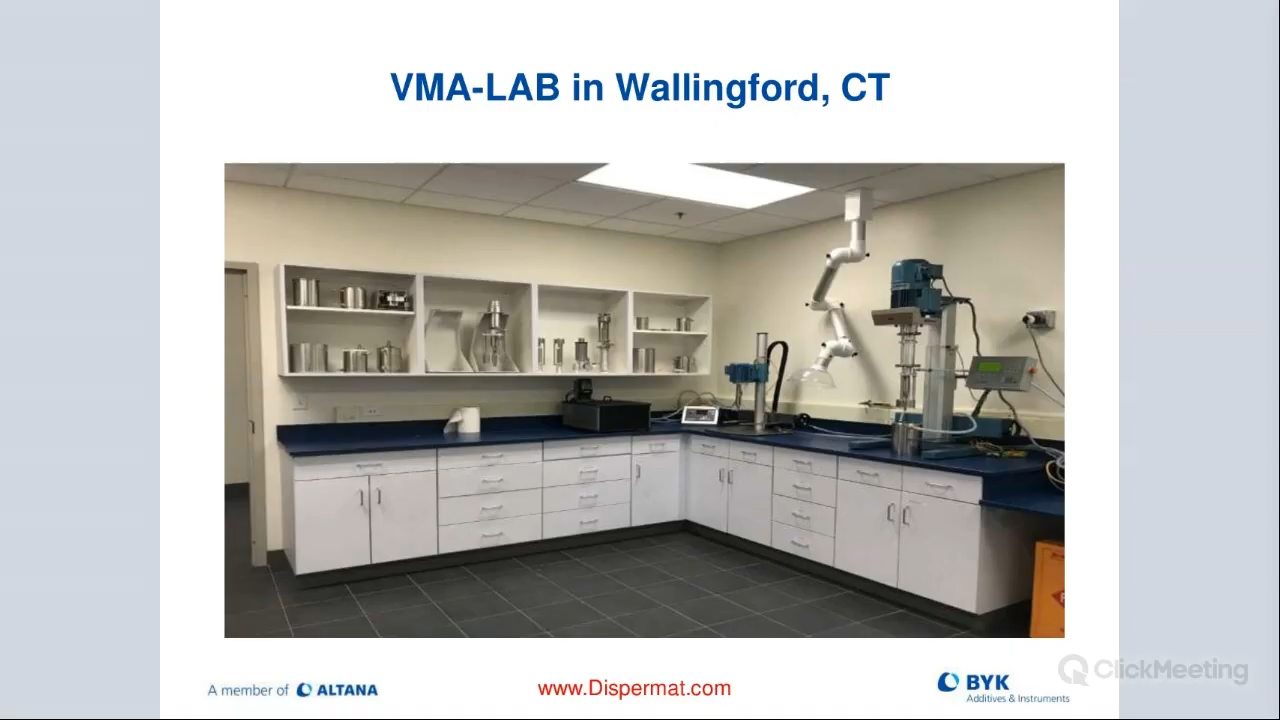 VMA-LAB in Wallingford, CT
A member of ALTANA
www.Dispermat.com
BYK
Additives & Instruments
ClickMeeting